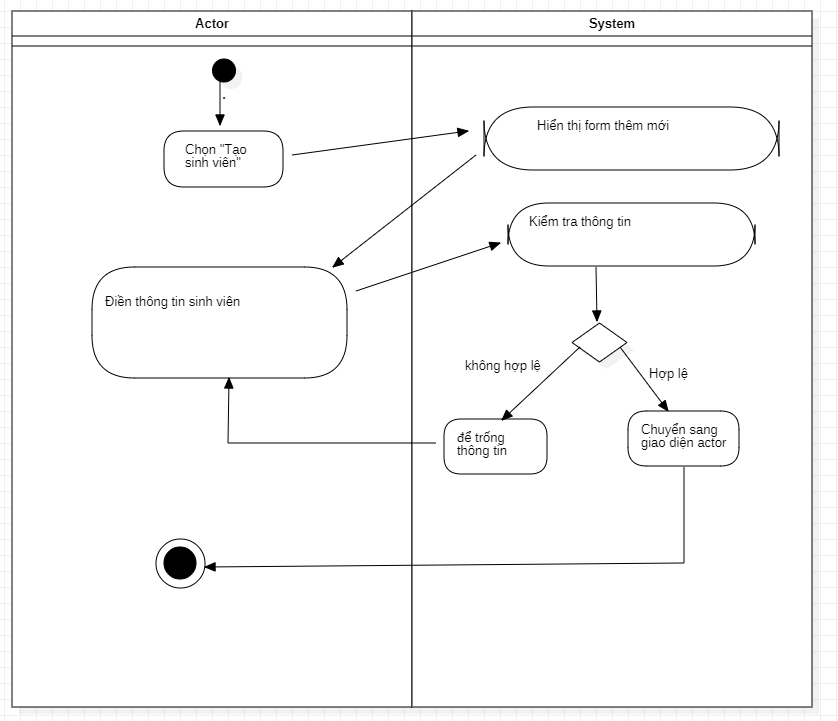 Actor
System
Chọn "Tạo
sinh viên"
Hiển thị form thêm mới
Kiểm tra thông tin
Điền thông tin sinh viên
không hợp lệ
Hợp lệ
để trống
thông tin
Chuyển sang
giao diện actor